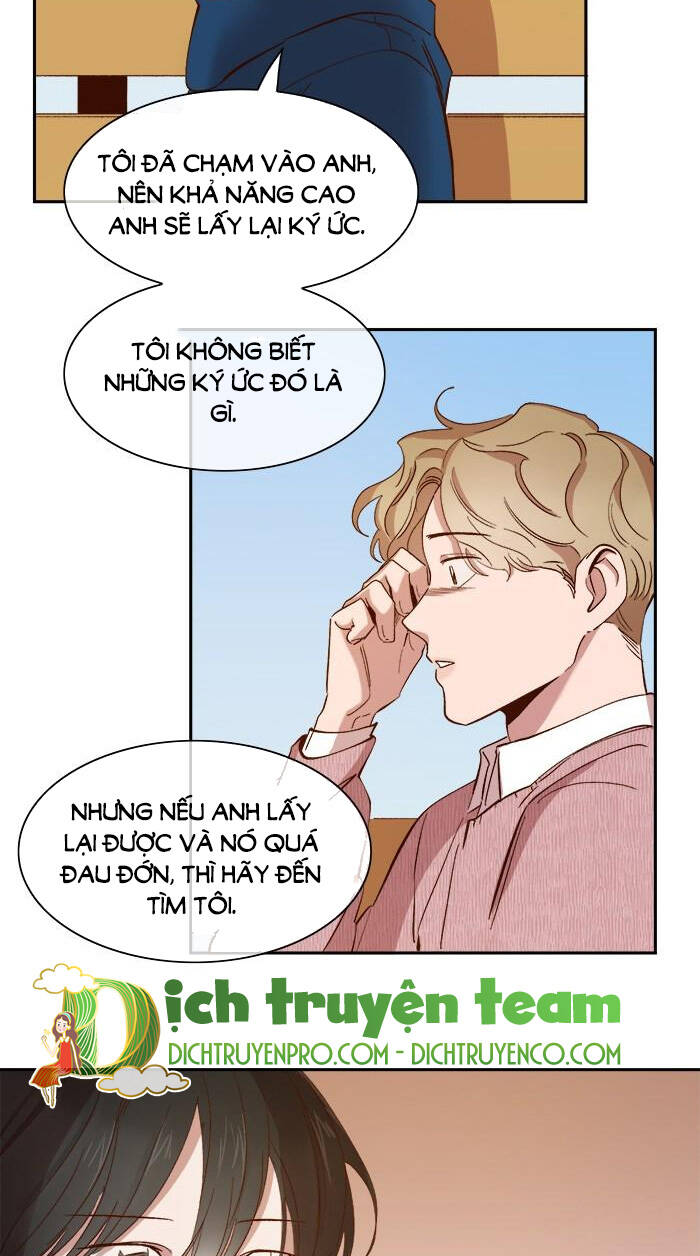 TÔI ĐÃ CHẠM VÀO ANH,
NÊN KHẢ NĂNG CAO
ANH SẼ LẤY LẠI KÝ ỨC.
TÔI KHÔNG BIẾT
NHỮNG KÝ ỨC ĐÓ LÀ
GÌ.
NHƯNG NẾU ANH LẤY
LẠI ĐƯỢC VÀ NÓ QUÁ
ĐAU ĐỚN, THÌ HÃY ĐẾN
TÌM TÔI.
Dịch truyện team
DICHTRUYENPRO.COM - DICHTRUYENCO.COM